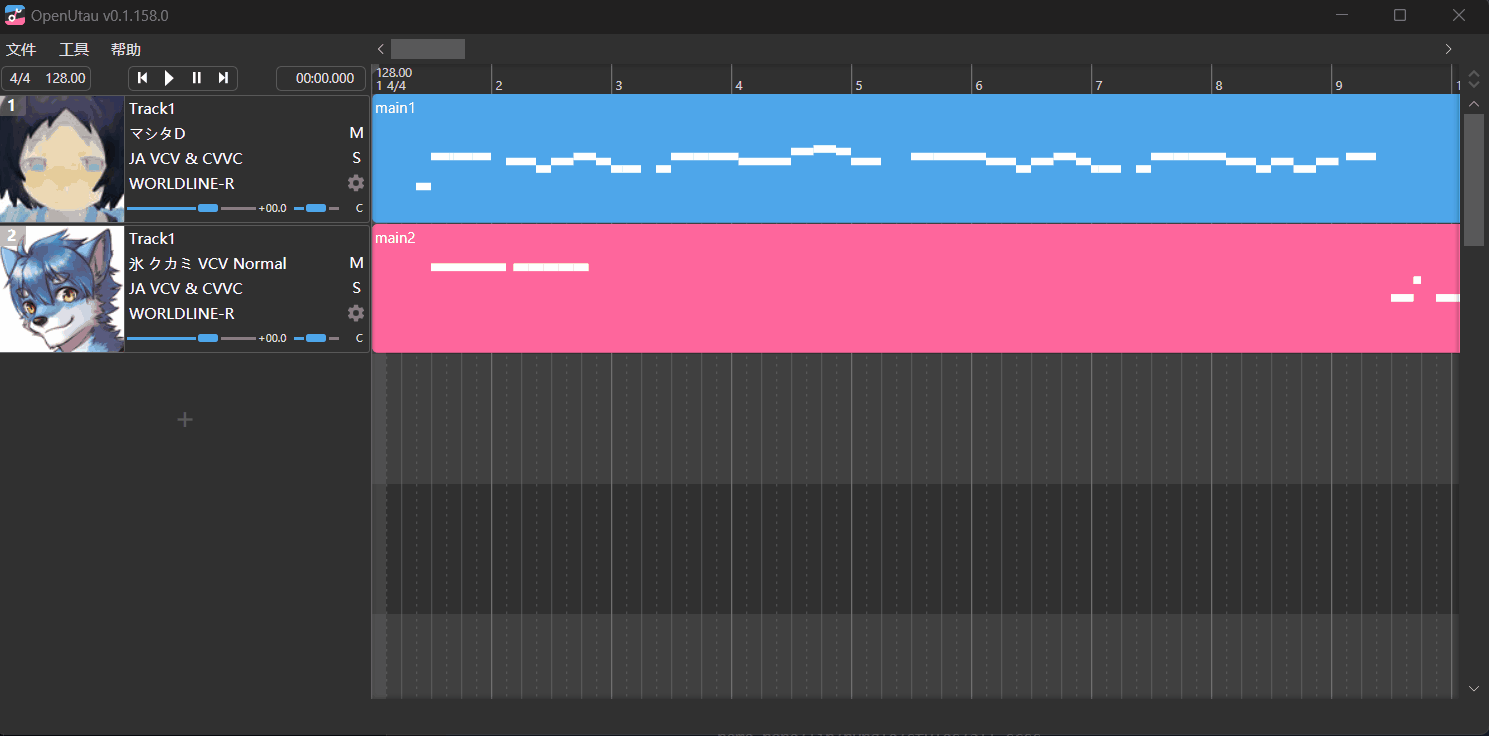 OpenUtau v0.1.158.0
文件 工具 帮助
4/4 128.00 00:00.000
128.00
1 4/4 2 3 4 5 6 7 8 9 1
1 Track1
マシタD M
JA VCV & CVVC S
WORLDLINE-R
+00.0 C
main1
2 Track1
氷 クカミ VCV Normal M
JA VCV & CVVC S
WORLDLINE-R
+00.0 C
main2